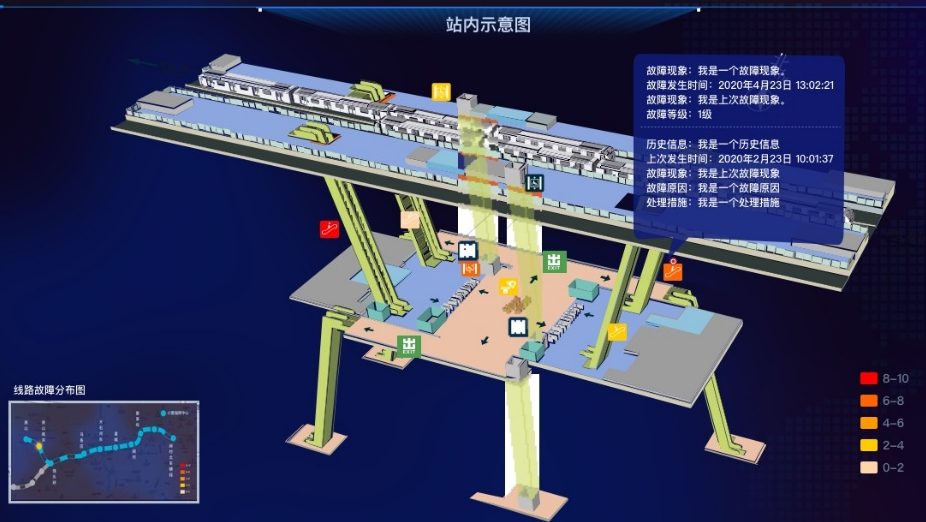 站内示意图
故障现象：我是一个故障现象。
故障发生时间：2020年4月23日 13:02:21
故障现象：我是上次故障现象。
故障等级：1级
历史信息：我是一个历史信息
上次发生时间：2020年2月23日 10:01:37
故障现象：我是上次故障现象
故障原因：我是一个故障原因
处理措施：我是一个处理措施
出
EXIT
出
EXIT
8-10
6-8
4-6
2-4
0-2
线路故障分布图